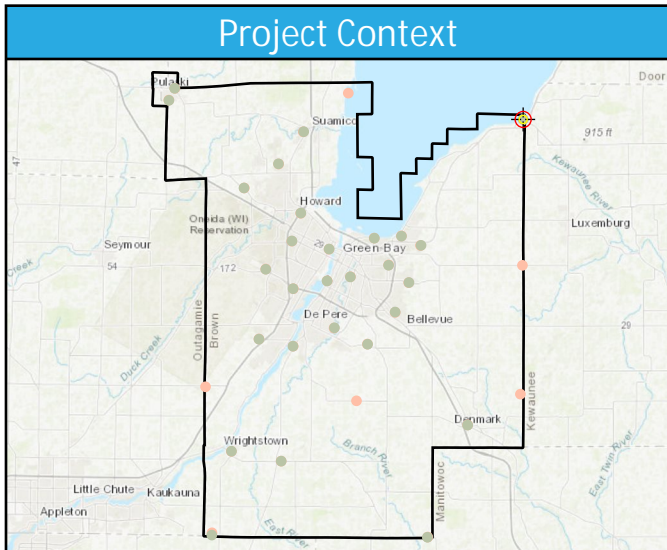 Project Context
Door
Pulaski
Suamico
915 ft
47
Kewaunee River
Howard
Oneida (WI)
Reservation
Luxemburg
Seymour
29
Green Bay
Creek
54
172
De Pere
Bellevue
29
Outagamie
Brown
Duck Creek
Kewaunee
Denmark
Wrightstown
Branch River
East Twin River
Little Chute
Kaukauna
Manitowoc
Appleton
East River